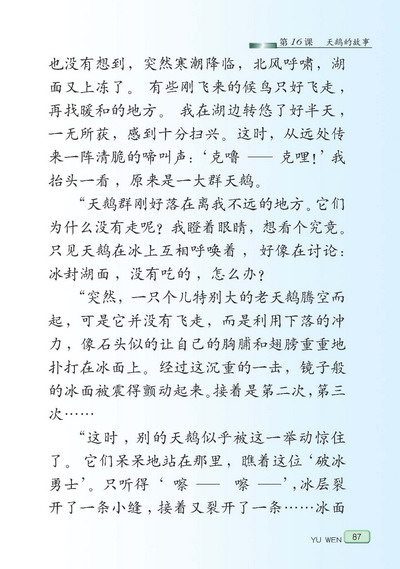 第16课 天鹅的故事
也没有想到，突然寒潮降临，北风呼啸，湖
面又上冻了。 有些刚飞来的候鸟只好飞走，
再找暖和的地方。 我在湖边转悠了好半天，
一无所获，感到十分扫兴。这时，从远处传
来一阵清脆的啼叫声：‘克噜 —— 克哩！’我
抬头一看，原来是一大群天鹅。
“天鹅群刚好落在离我不远的地方。它们
为什么没有走呢？我瞪着眼睛，想看个究竟。
只见天鹅在冰上互相呼唤着，好像在讨论：
冰封湖面，没有吃的，怎么办？
“突然，一只个儿特别大的老天鹅腾空而
起，可是它并没有飞走，而是利用下落的冲
力，像石头似的让自己的胸脯和翅膀重重地
扑打在冰面上。 经过这沉重的一击，镜子般
的冰面被震得颤动起来。接着是第二次，第三
次……
“这时，别的天鹅似乎被这一举动惊住
了。 它们呆呆地站在那里，瞧着这位‘破冰
勇士’。只听得‘嚓 —— 嚓 ——’，冰层裂
开了一条小缝，接着又裂开了一条……冰面
YU WEN 87